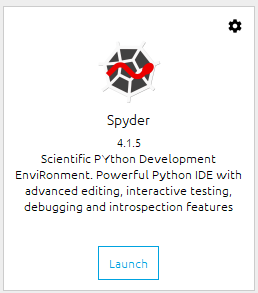 Spyder
4.1.5
Scientific PYthon Development
EnviRonment. Powerful Python IDE with
advanced editing, interactive testing,
debugging and introspection features
Launch